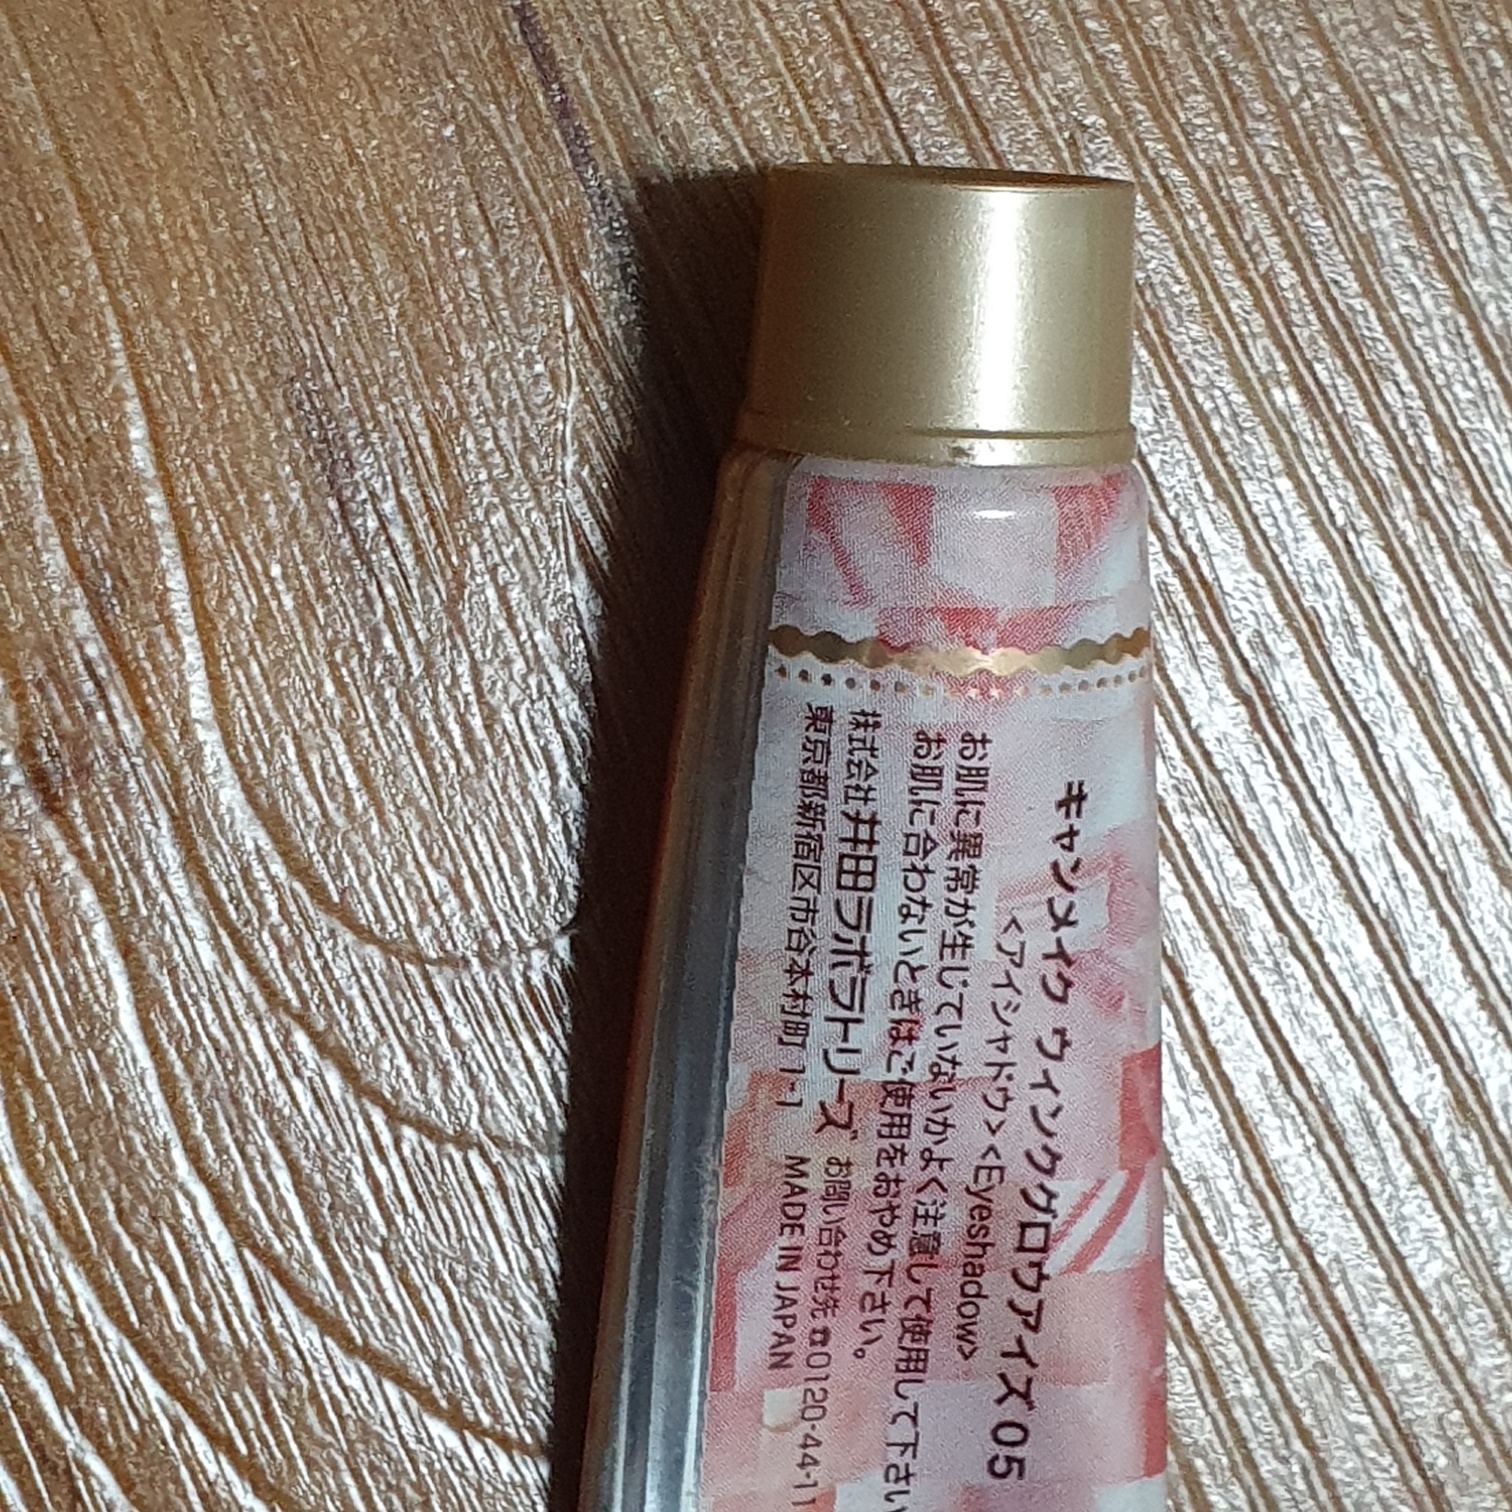 キャンメイク ウィンクグロウアイズ 05
<アイシャドウ> <Eyeshadow>
お肌に異常が生じていないかよく注意して使用して下さい
お肌に合わないときはご使用をおやめ下さい。
株式会社 井田ラボラトリーズ お問い合わせ先 ☎0120-44-11
東京都新宿区市谷本村町 1-1 MADE IN JAPAN